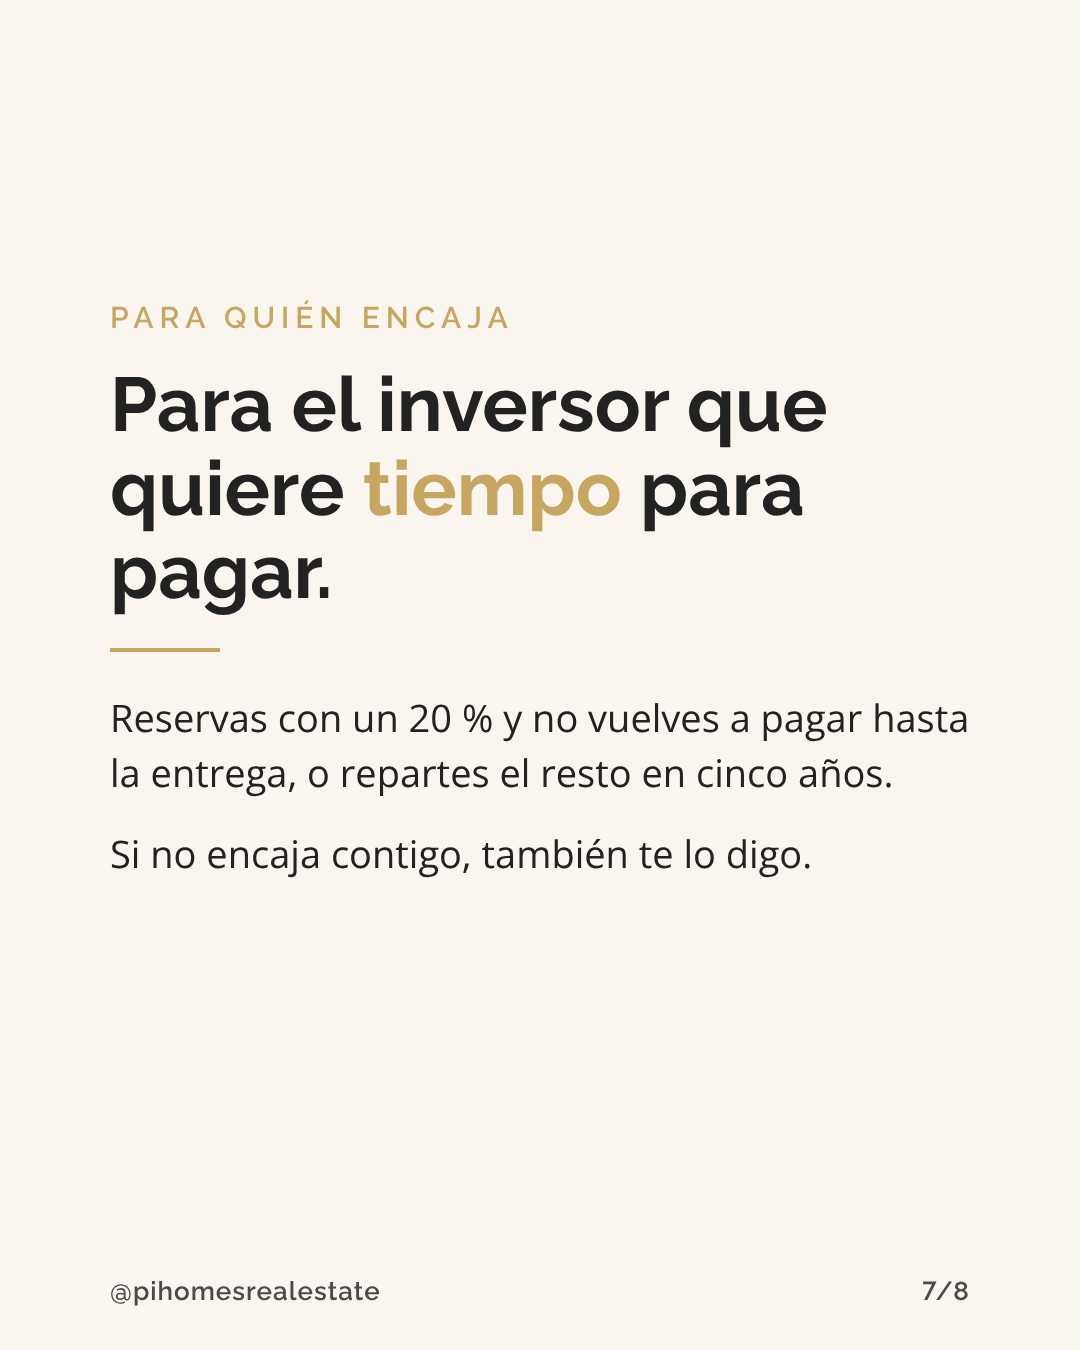 PARA QUIÉN ENCAJA
Para el inversor que
quiere tiempo para
pagar.
Reservas con un 20 % y no vuelves a pagar hasta
la entrega, o repartes el resto en cinco años.
Si no encaja contigo, también te lo digo.
@pihomesrealestate
7/8